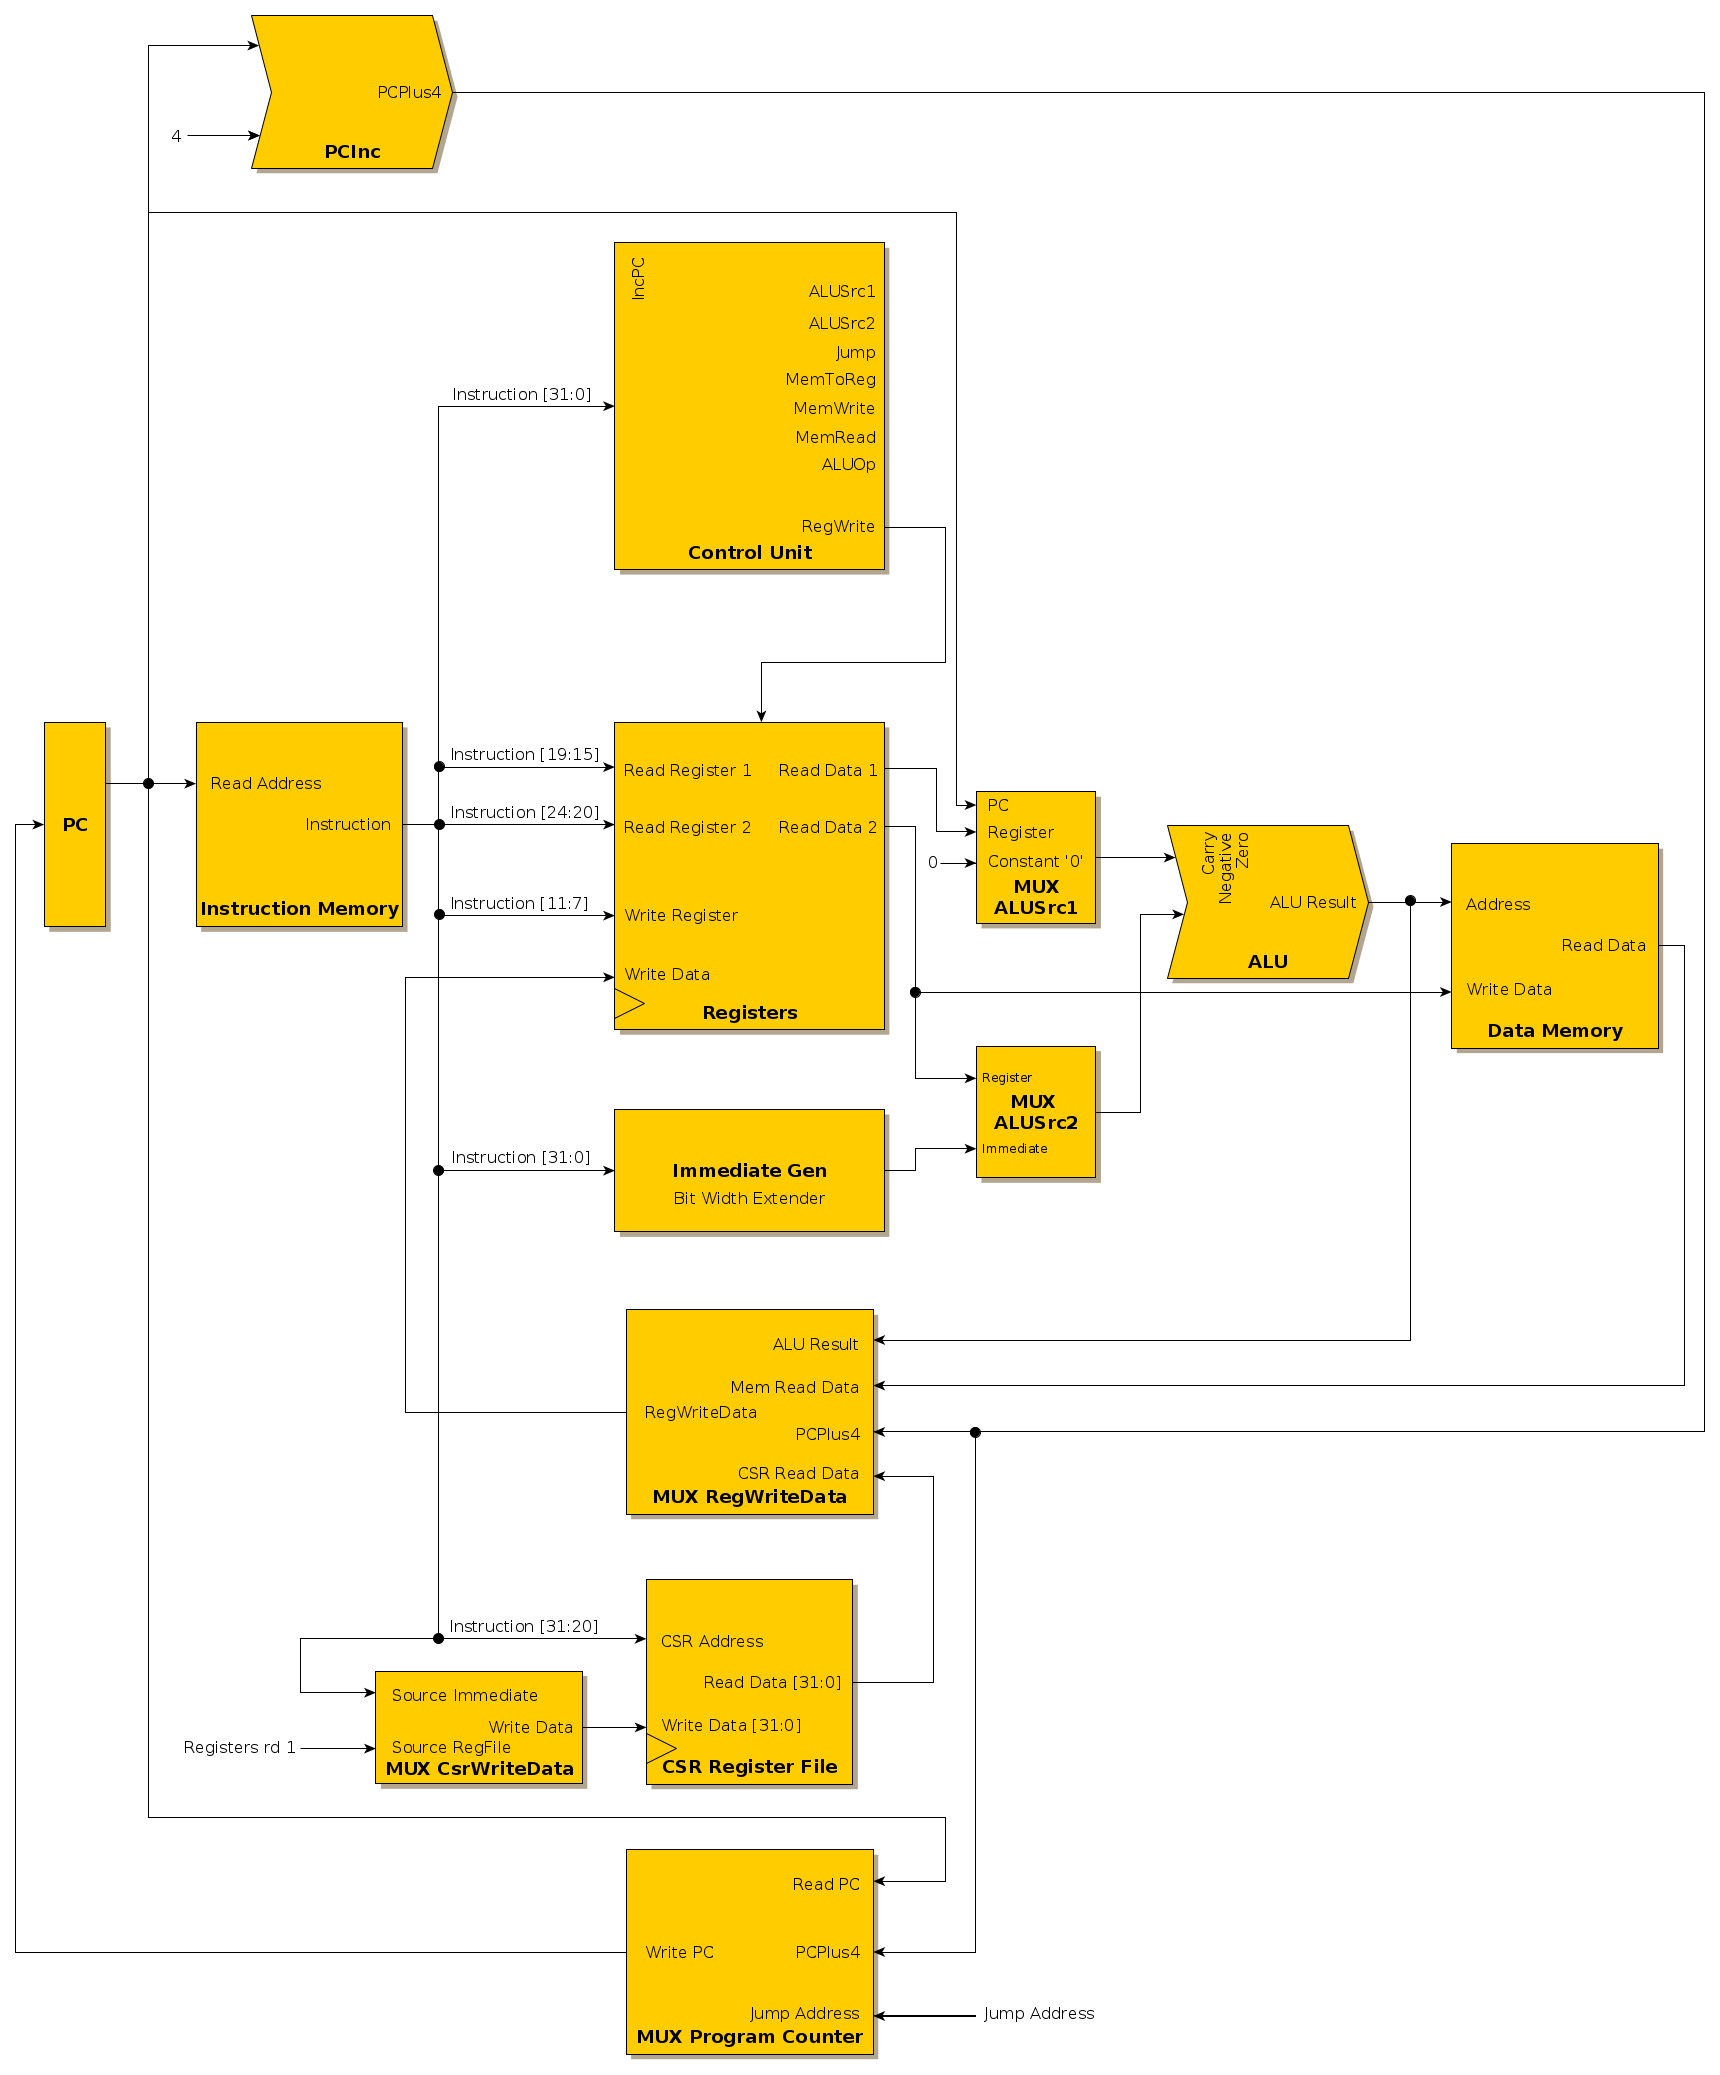 PCPlus4
4
PCInc
IncPC
ALUSrc1
ALUSrc2
Jump
MemToReg
Instruction [31:0]
MemWrite
MemRead
ALUOp
RegWrite
Control Unit
PC
Read Address
Instruction
Instruction Memory
Instruction [19:15]
Instruction [24:20]
Instruction [11:7]
Read Register 1
Read Data 1
Read Register 2
Read Data 2
Write Register
Write Data
Registers
PC
Register
0
Constant '0'
MUX
ALUSrc1
Carry
Negative
Zero
ALU Result
ALU
Address
Read Data
Write Data
Data Memory
Register
MUX
ALUSrc2
Immediate
Instruction [31:0]
Immediate Gen
Bit Width Extender
ALU Result
Mem Read Data
RegWriteData
PCPlus4
CSR Read Data
MUX RegWriteData
Instruction [31:20]
CSR Address
Read Data [31:0]
Write Data [31:0]
CSR Register File
Source Immediate
Write Data
Registers rd 1
Source RegFile
MUX CsrWriteData
Read PC
Write PC
PCPlus4
Jump Address
Jump Address
MUX Program Counter